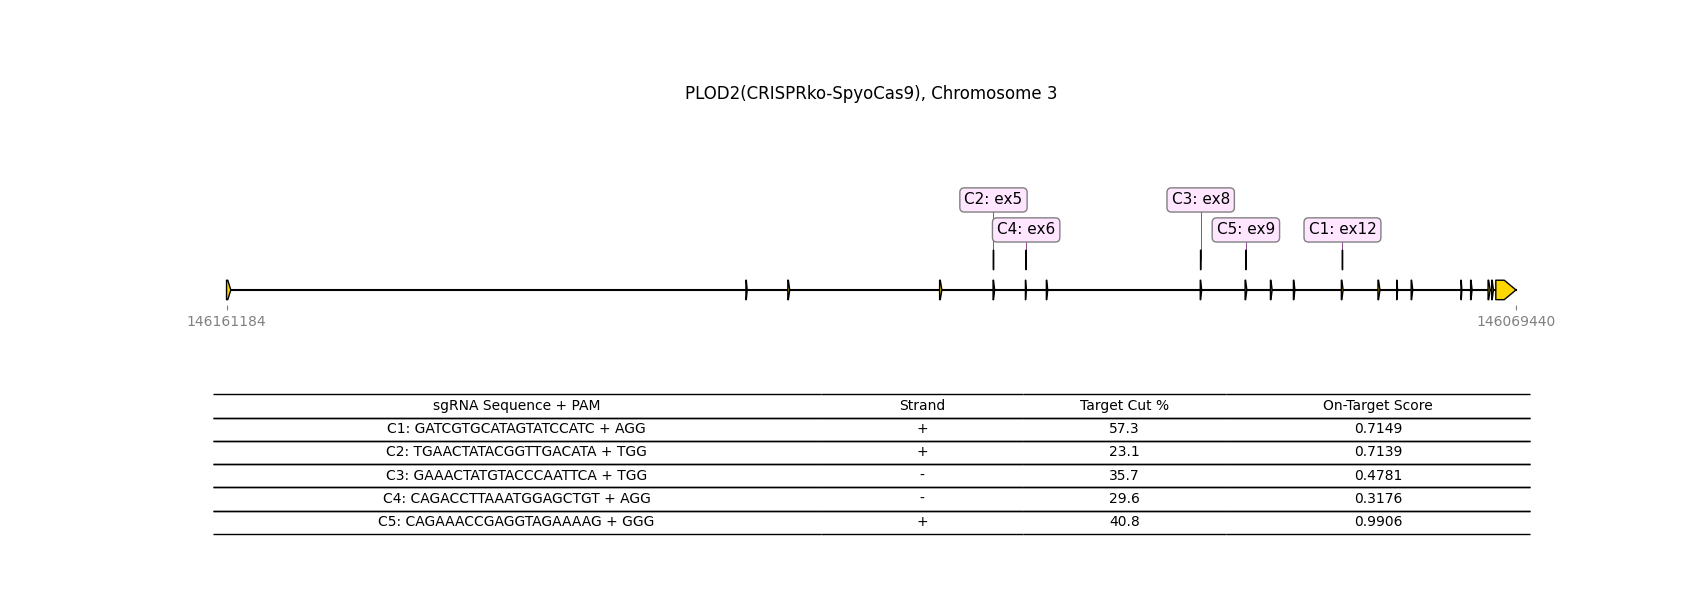 PLOD2(CRISPRko-SpyoCas9), Chromosome 3
C2: ex5 C3: ex8
C4: ex6 C5: ex9 C1: ex12
146161184 146069440
sgRNA Sequence + PAM Strand Target Cut % On-Target Score
C1: GATCGTGCATAGTATCCATC + AGG + 57.3 0.7149
C2: TGAACTATACGGTTGACATA + TGG + 23.1 0.7139
C3: GAAACTATGTACCCAATTCA + TGG - 35.7 0.4781
C4: CAGACCTTAAATGGAGCTGT + AGG - 29.6 0.3176
C5: CAGAAACCGAGGTAGAAAAG + GGG + 40.8 0.9906